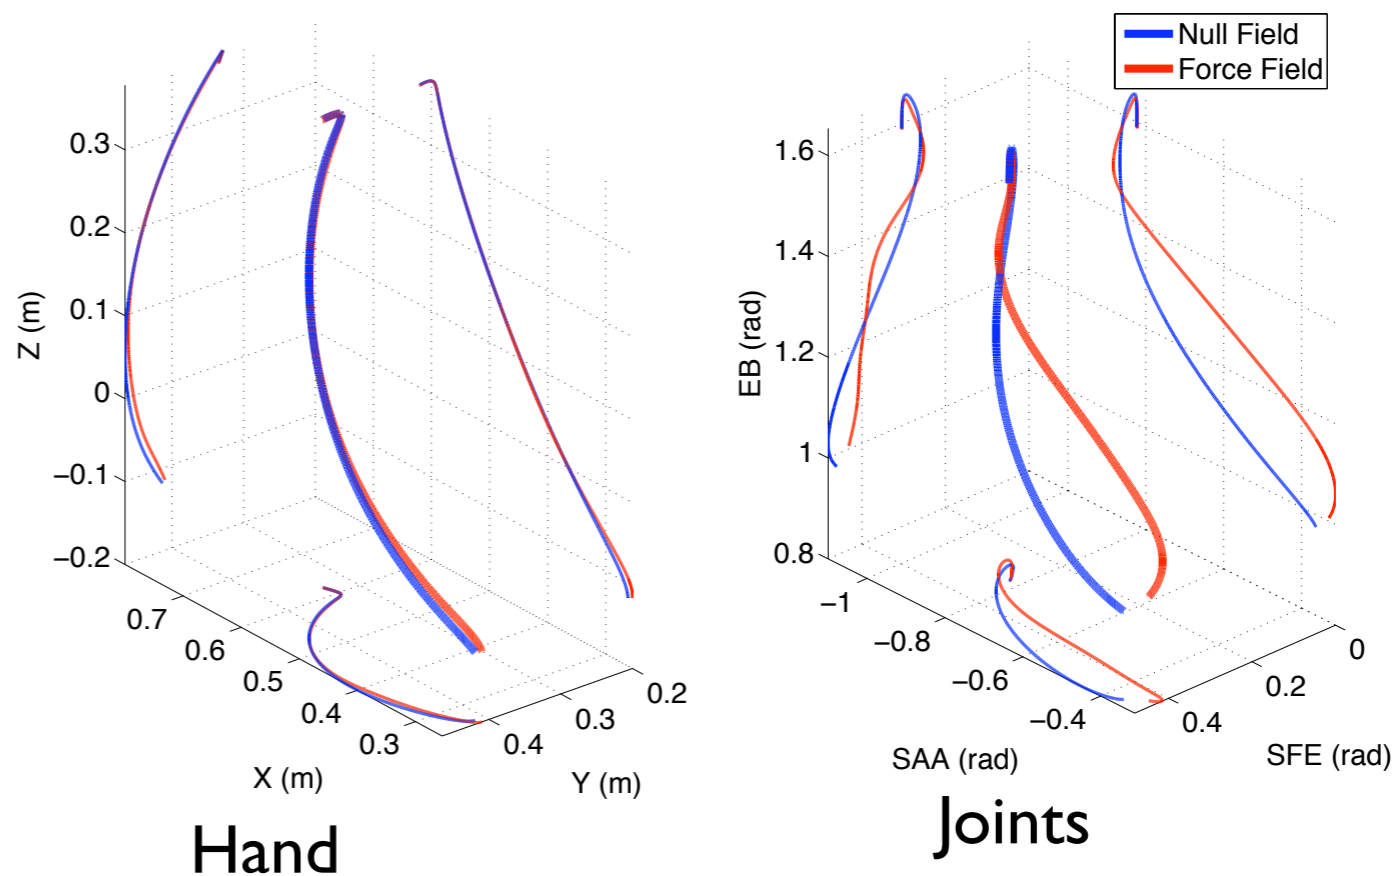 Null Field
Force Field
0.3
0.2
0.1
0
−0.1
−0.2
Z (m)
0.7
0.6
0.5
0.4
0.3
X (m)
0.4
0.3
0.2
Y (m)
Hand
1.6
1.4
1.2
1
0.8
EB (rad)
−1
−0.8
−0.6
−0.4
SAA (rad)
0.4
0.2
0
SFE (rad)
Joints